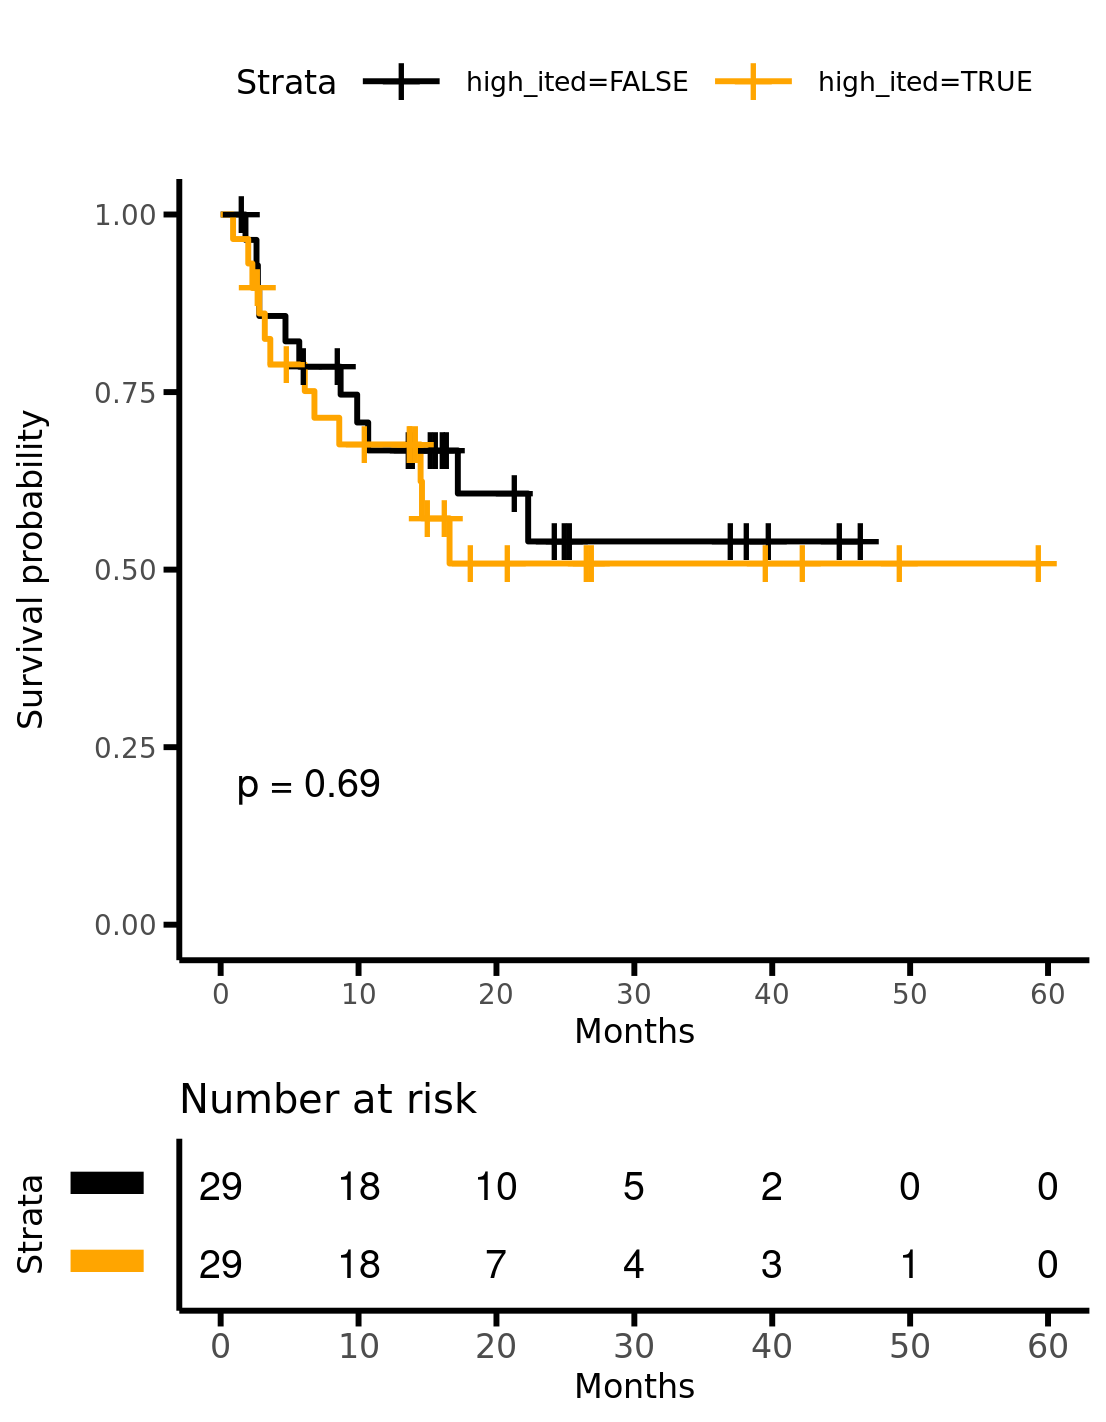 Strata high_ited=FALSE high_ited=TRUE
Survival probability
1.00
0.75
0.50
0.25
0.00
p = 0.69
0 10 20 30 40 50 60
Months
Number at risk
Strata
29 18 10 5 2 0 0
29 18 7 4 3 1 0
0 10 20 30 40 50 60
Months